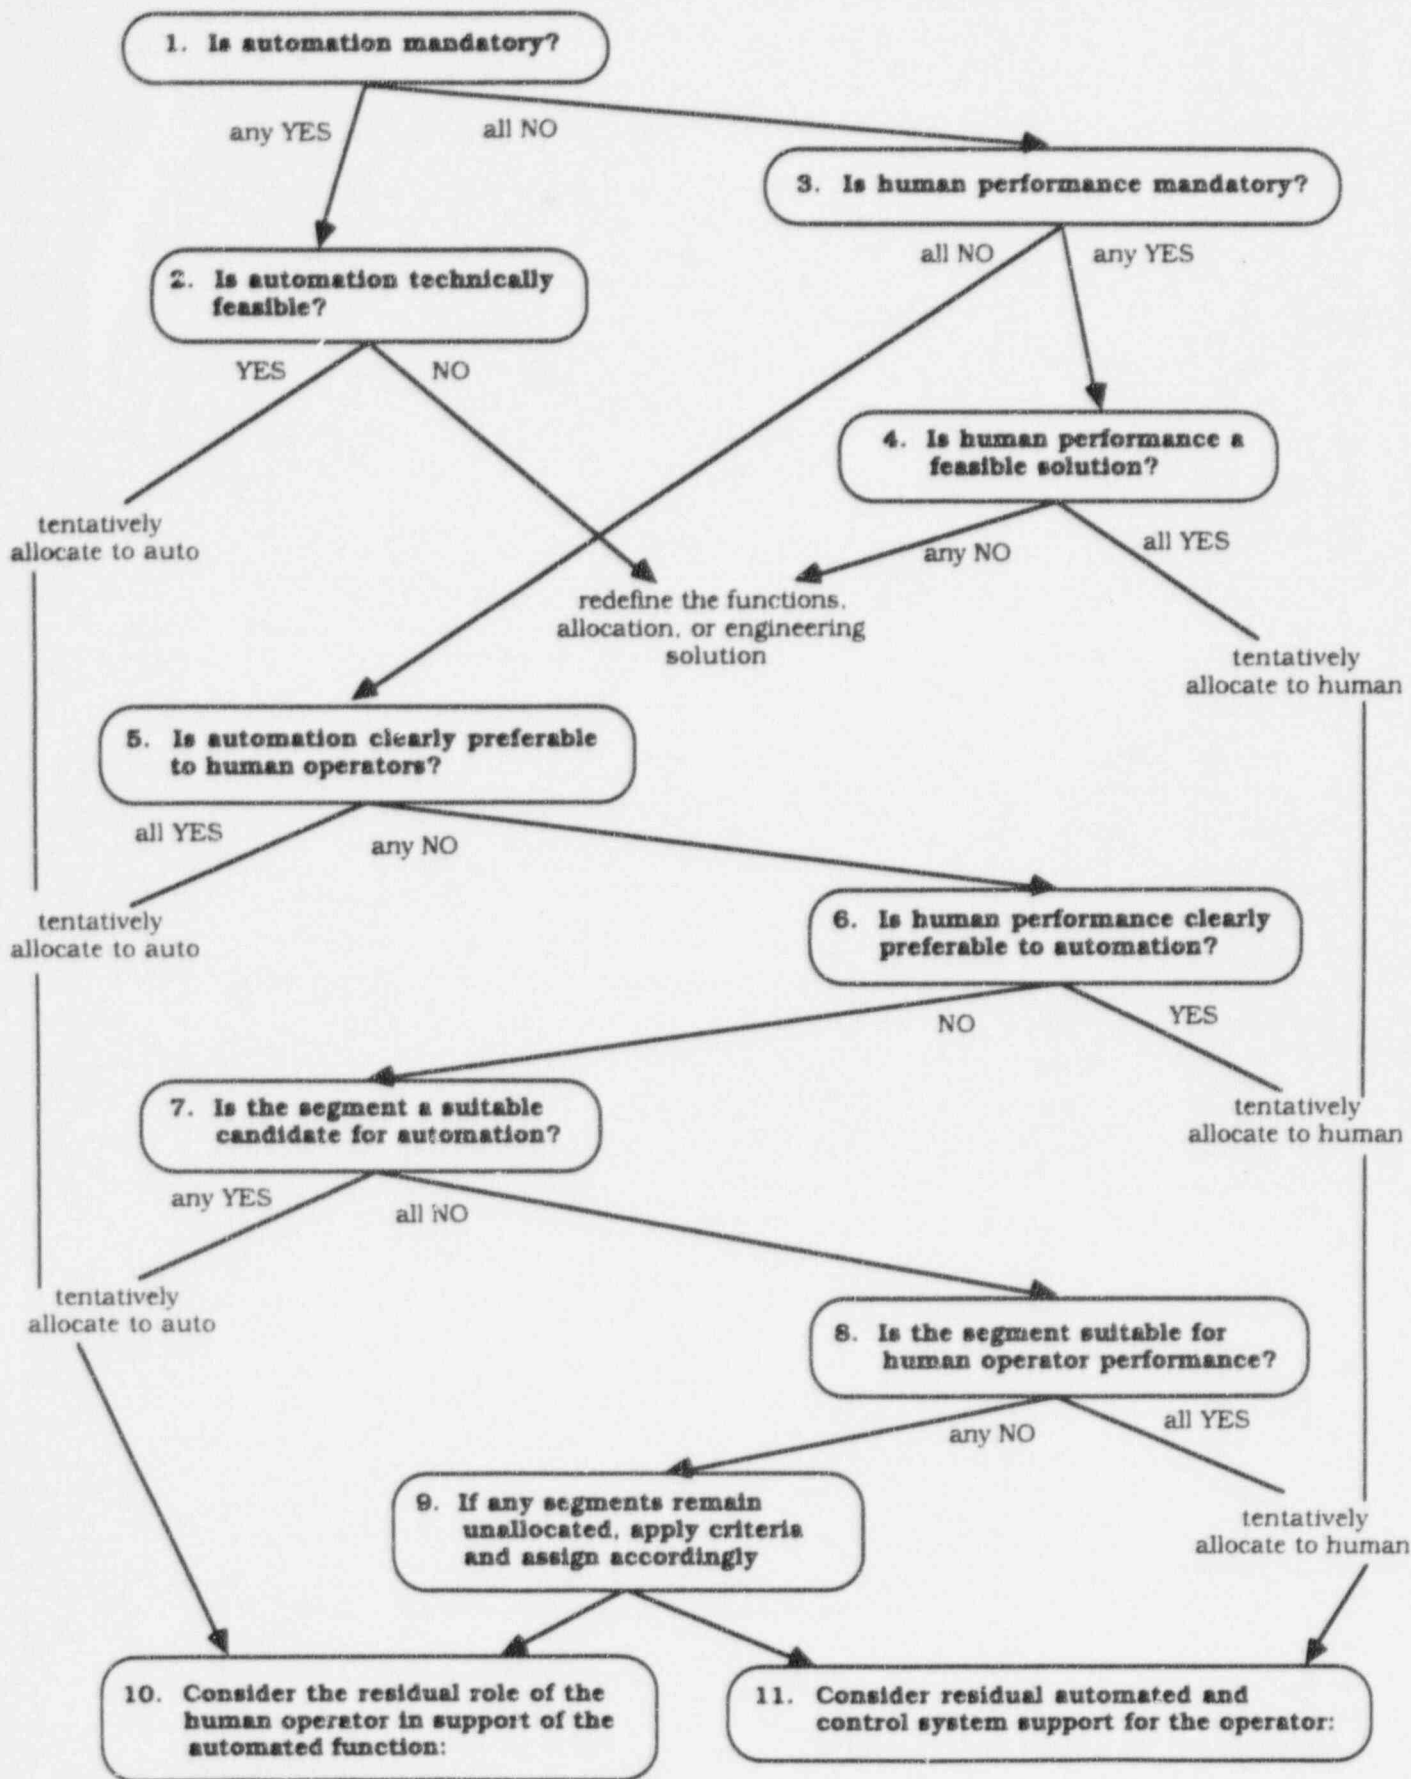 1. Is automation mandatory?
any YES
all NO
3. Is human performance mandatory?
all NO
any YES
2. Is automation technically
feasible?
YES
NO
4. Is human performance a
feasible solution?
any NO
all YES
tentatively
allocate to auto
redefine the functions,
allocation, or engineering
solution
tentatively
allocate to human
5. Is automation clearly preferable
to human operators?
all YES
any NO
tentatively
allocate to auto
6. Is human performance clearly
preferable to automation?
NO
YES
7. Is the segment a suitable
candidate for automation?
tentatively
allocate to human
any YES
all NO
tentatively
allocate to auto
8. Is the segment suitable for
human operator performance?
any NO
all YES
9. If any segments remain
unallocated, apply criteria
and assign accordingly
tentatively
allocate to human
10. Consider the residual role of the
human operator in support of the
automated function:
11. Consider residual automated and
control system support for the operator: